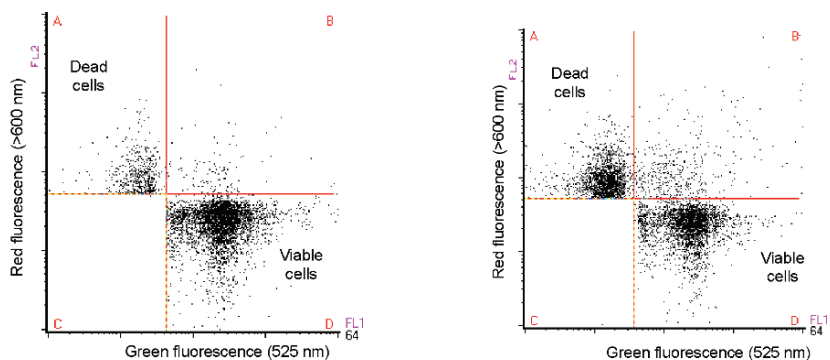 A
B
FL2
Dead
cells
Red fluorescence (>600 nm)
Viable
cells
C
D
FL1
64
Green fluorescence (525 nm)
A
B
FL2
Dead
cells
Red fluorescence (>600 nm)
Viable
cells
C
D
FL1
64
Green fluorescence (525 nm)